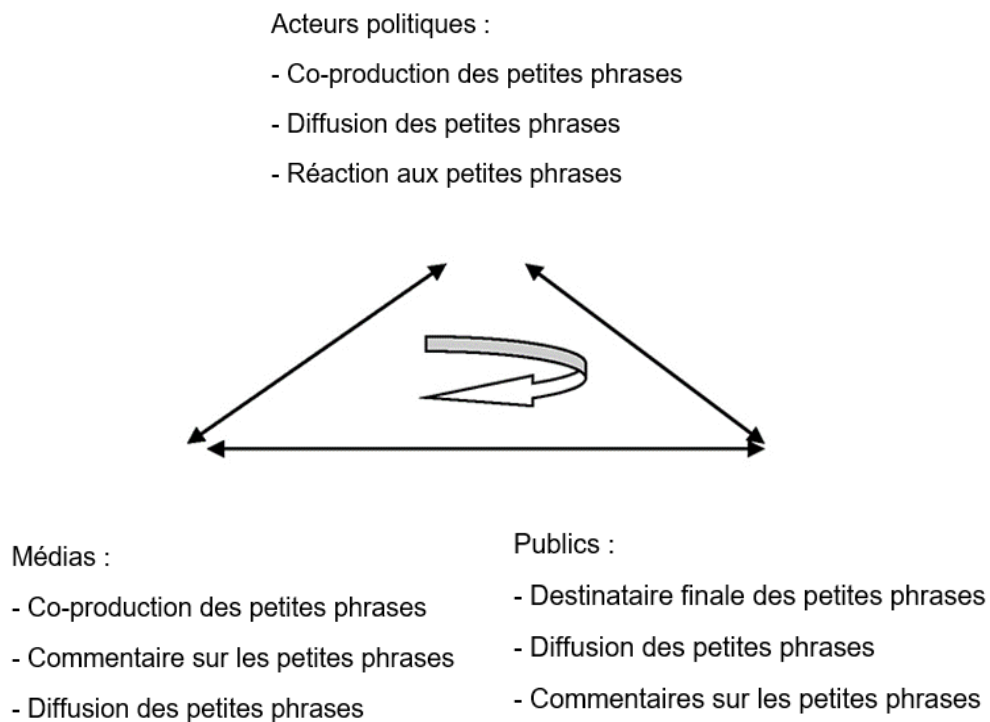 Acteurs politiques :
- Co-production des petites phrases
- Diffusion des petites phrases
- Réaction aux petites phrases
Médias :
- Co-production des petites phrases
- Commentaire sur les petites phrases
- Diffusion des petites phrases
Publics :
- Destinataire finale des petites phrases
- Diffusion des petites phrases
- Commentaires sur les petites phrases